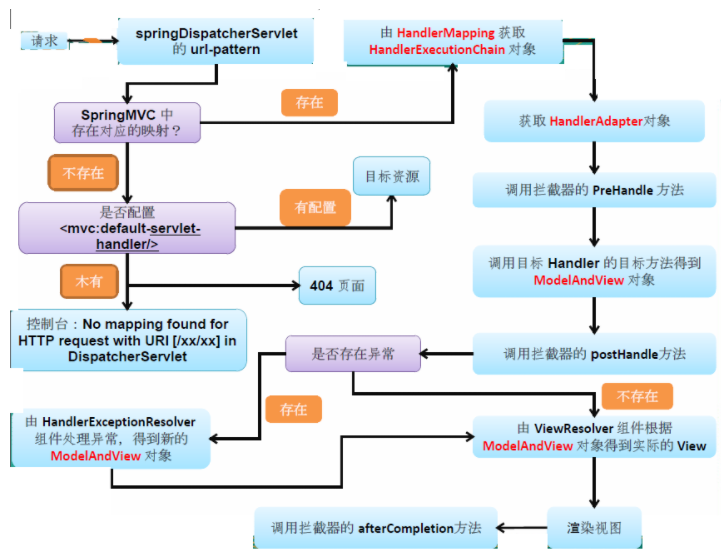 请求
springDispatcherServlet
的 url-pattern
由 HandlerMapping 获取
HandlerExecutionChain 对象
SpringMVC 中
存在对应的映射？
存在
获取 HandlerAdapter对象
不存在
目标资源
调用拦截器的 PreHandle 方法
是否配置
<mvc:default-servlet-
handler/>
有配置
调用目标 Handler 的目标方法得到
ModelAndView 对象
木有
404 页面
控制台：No mapping found for
HTTP request with URI [/xx/xx] in
DispatcherServlet
是否存在异常
调用拦截器的 postHandle方法
存在
不存在
由 HandlerExceptionResolver
组件处理异常，得到新的
ModelAndView 对象
由 ViewResolver 组件根据
ModelAndView 对象得到实际的 View
调用拦截器的 afterCompletion方法
渲染视图